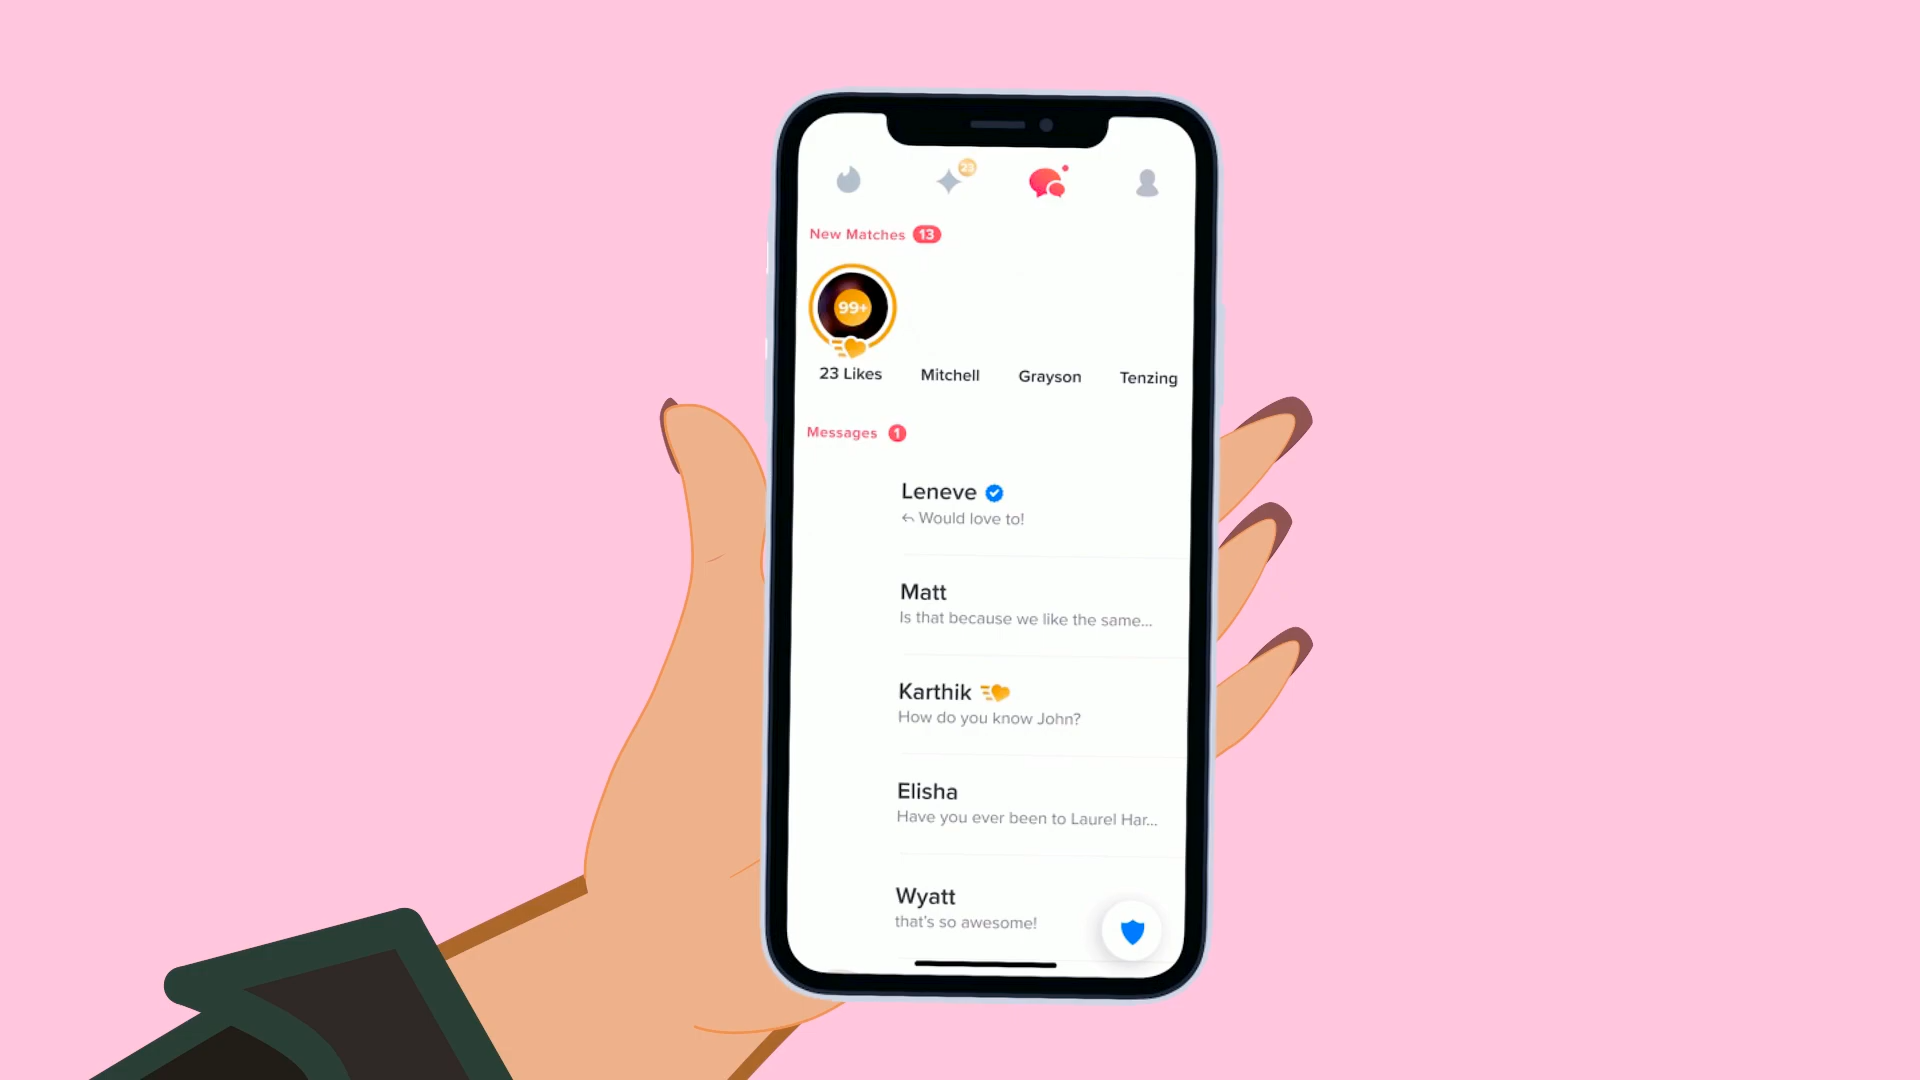 23
New Matches 13
99+
23 Likes Mitchell Grayson Tenzing
Messages 1
Leneve
Would love to!
Matt
Is that because we like the same...
Karthik
How do you know John?
Elisha
Have you ever been to Laurel Har...
Wyatt
that's so awesome!